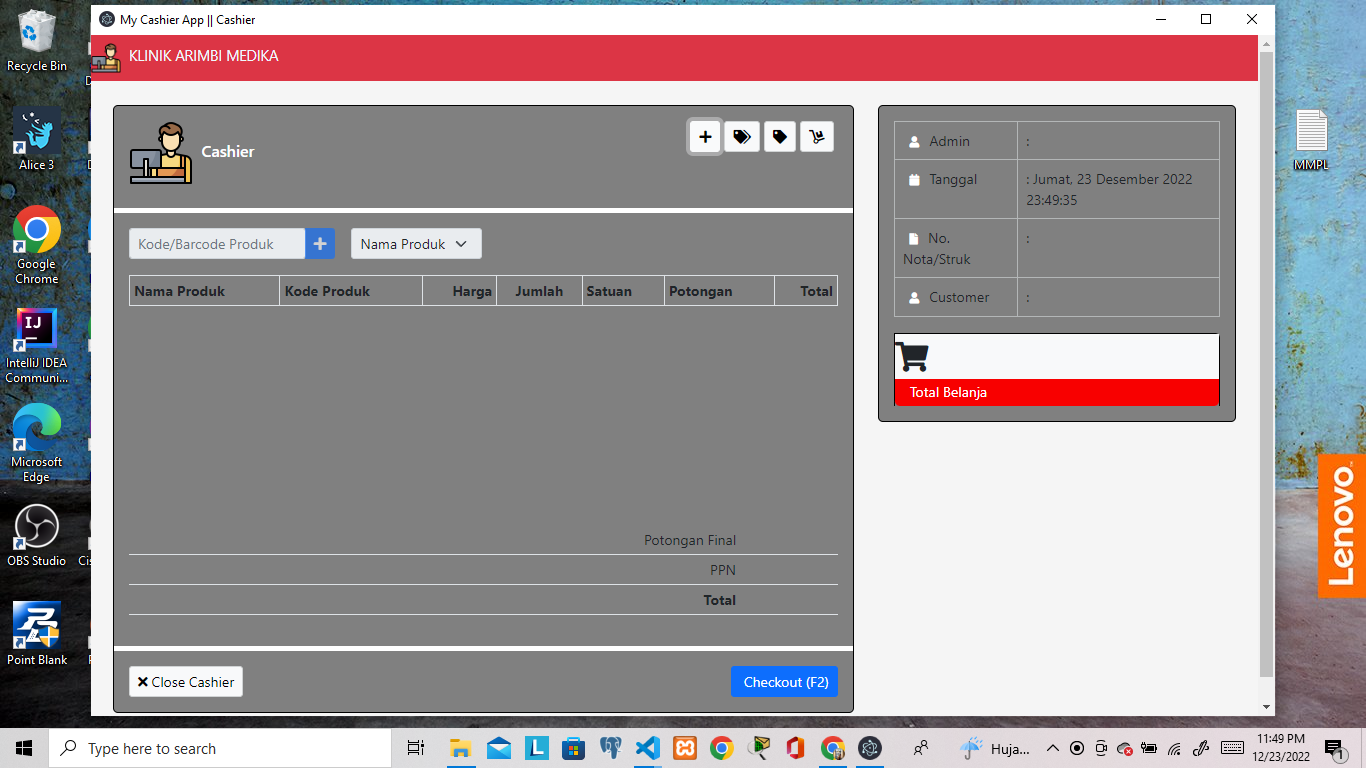 My Cashier App || Cashier
KLINIK ARIMBI MEDIKA
Cashier
Kode/Barcode Produk
Nama Produk
Nama Produk Kode Produk Harga Jumlah Satuan Potongan Total
Potongan Final
PPN
Total
Close Cashier
Checkout (F2)
Admin :
Tanggal : Jumat, 23 Desember 2022
23:49:35
No.
Nota/Struk :
Customer :
Total Belanja
Recycle Bin
Alice 3
Google
Chrome
IJ
IntelliJ IDEA
Communi...
Microsoft
Edge
OBS Studio
Cis
Point Blank
MMPL
Lenovo
Type here to search
L
Huja...
11:49 PM
12/23/2022
1